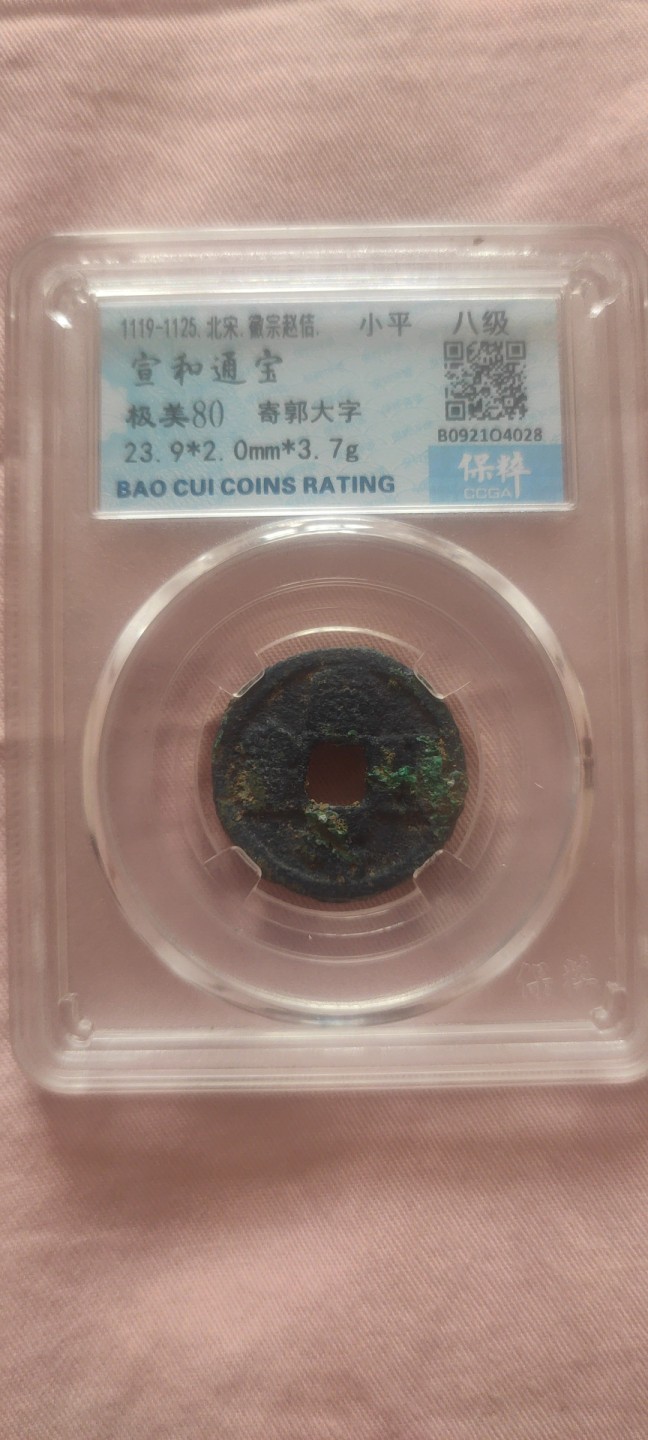 1119-1125. 北宋. 徽宗赵佶. 小平 八级
宣和通宝
极美80 寄郭大字
B092104028
23.9*2.0mm*3.7g
保粹
CCGA
BAO CUI COINS RATING